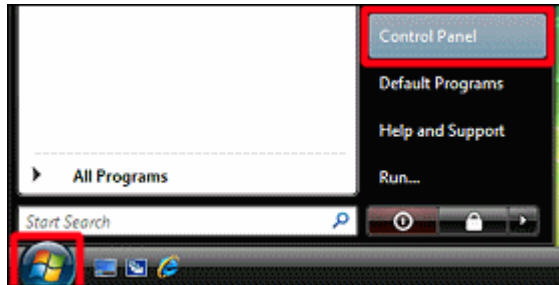 Control Panel
Default Programs
Help and Support
All Programs
Run...
Start Search